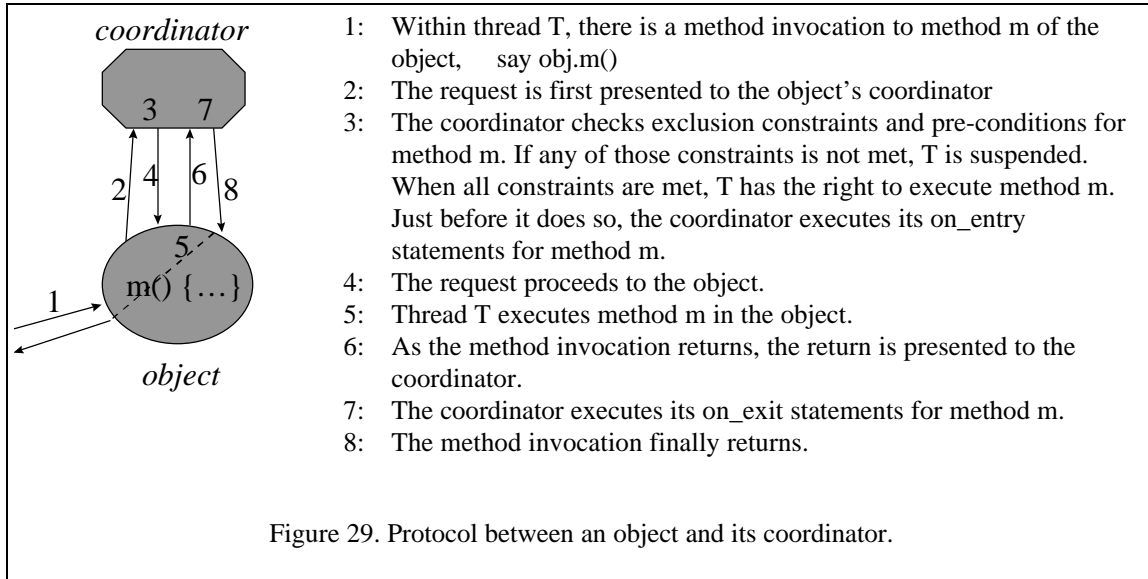 coordinator
3 7
2 4 6 8
5
1 m() {…}
object
1: Within thread T, there is a method invocation to method m of the
object, say obj.m()
2: The request is first presented to the object's coordinator
3: The coordinator checks exclusion constraints and pre-conditions for
method m. If any of those constraints is not met, T is suspended.
When all constraints are met, T has the right to execute method m.
Just before it does so, the coordinator executes its on_entry
statements for method m.
4: The request proceeds to the object.
5: Thread T executes method m in the object.
6: As the method invocation returns, the return is presented to the
coordinator.
7: The coordinator executes its on_exit statements for method m.
8: The method invocation finally returns.
Figure 29. Protocol between an object and its coordinator.